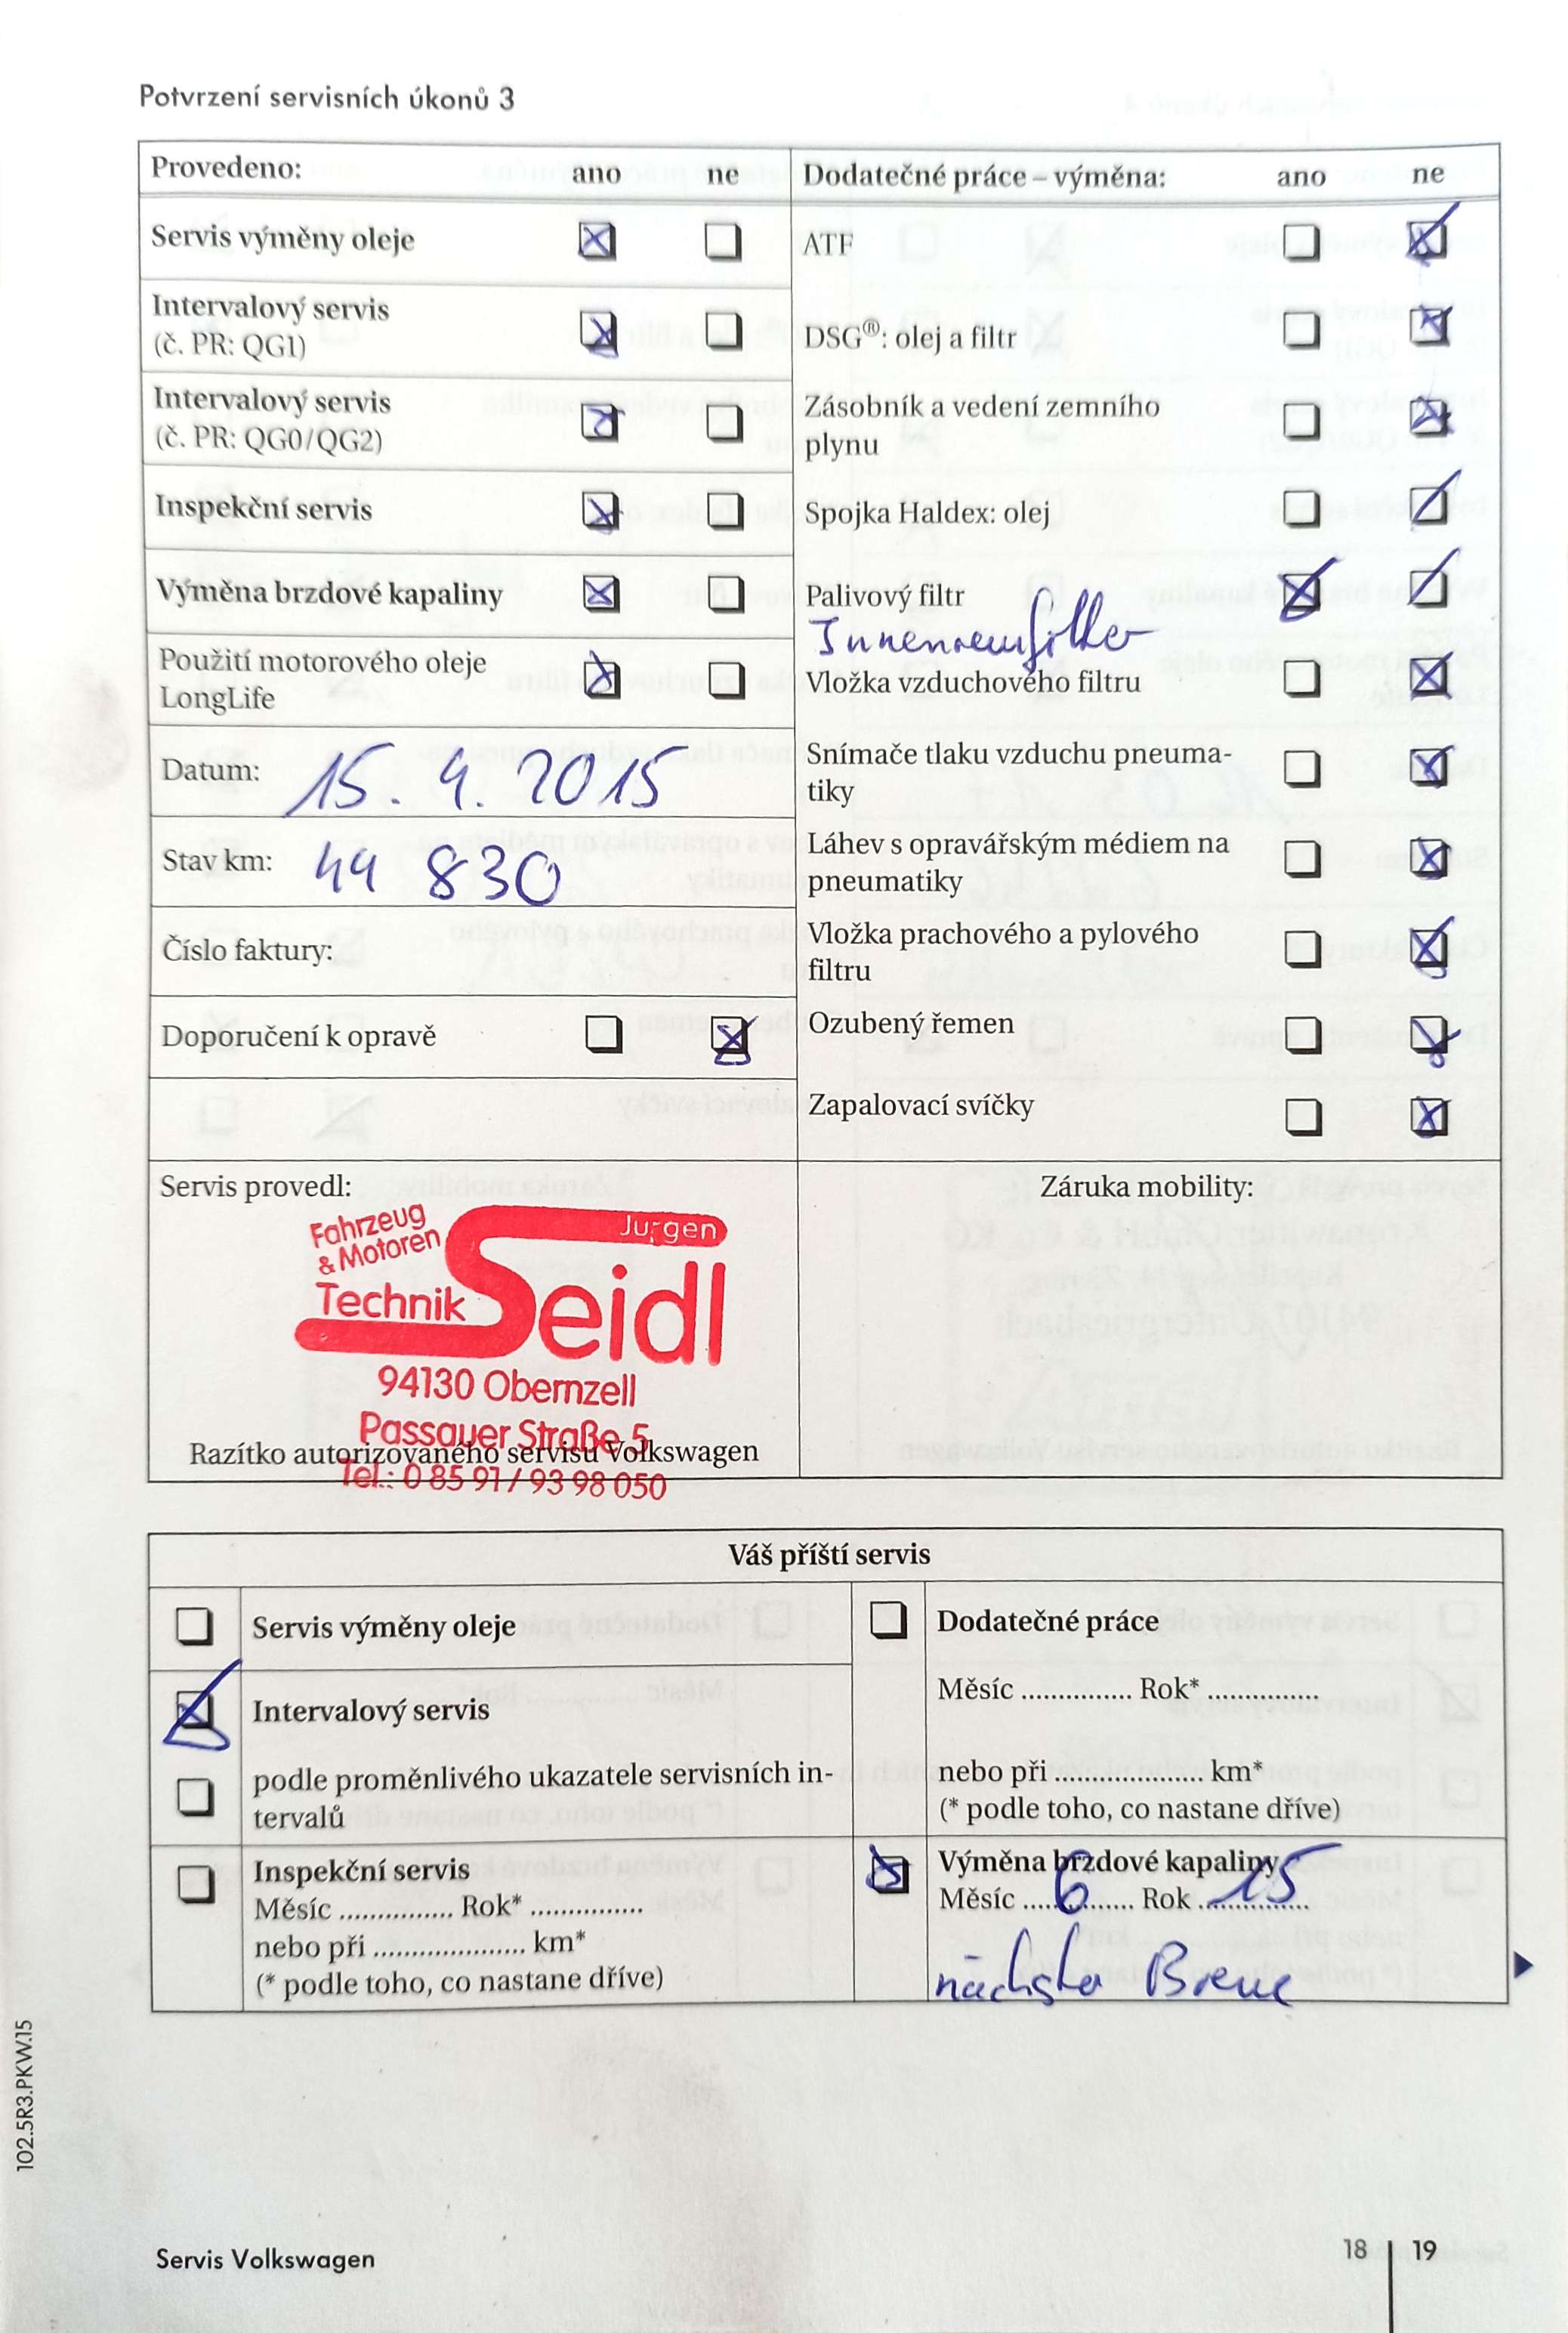 Potvrzení servisních úkonů 3
Provedeno: ano ne
Servis výměny oleje
Intervalový servis
(č. PR: QG1)
Intervalový servis
(č. PR: QG0/QG2)
Inspekční servis
Výměna brzdové kapaliny
Použití motorového oleje
LongLife
Datum: 15. 4. 2015
Stav km: 44 830
Číslo faktury:
Doporučení k opravě
Dodatečné práce – výměna: ano ne
ATF
DSG®: olej a filtr
Zásobník a vedení zemního
plynu
Spojka Haldex: olej
Palivový filtr
Innenraumfilter
Vložka vzduchového filtru
Snímače tlaku vzduchu pneuma-
tiky
Láhev s opravářským médiem na
pneumatiky
Vložka prachového a pylového
filtru
Ozubený řemen
Zapalovací svíčky
Servis provedl:
Fahrzeug
& Motoren
Technik
Jürgen
Seidl
94130 Obernzell
Passauer Straße 5
Razítko autorizovaného servisu Volkswagen
Tel.: 0 85 91 / 93 98 050
Záruka mobility:
Váš příští servis
Servis výměny oleje
Intervalový servis
podle proměnlivého ukazatele servisních in-
tervalů
Inspekční servis
Měsíc ............... Rok* ...............
nebo při .................... km*
(* podle toho, co nastane dříve)
Dodatečné práce
Měsíc ............... Rok* ...............
nebo při .................... km*
(* podle toho, co nastane dříve)
Výměna brzdové kapaliny
Měsíc ....6.... Rok ....15....
102.5R3.PKW.15
Servis Volkswagen
18 | 19